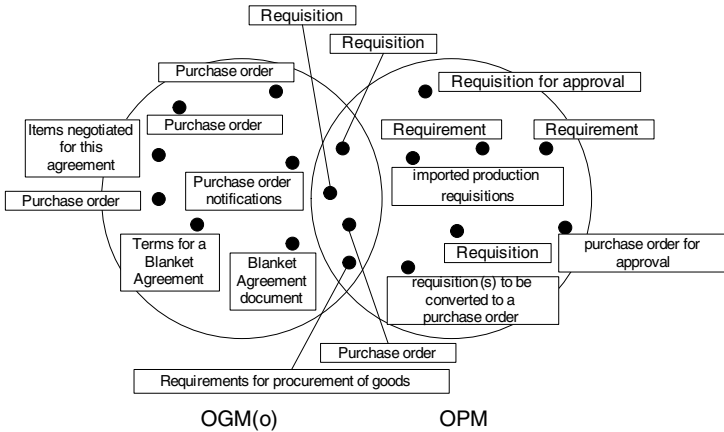 Requisition
Requisition
Purchase order
Requisition for approval
Purchase order
Requirement
Requirement
Items negotiated
for this
agreement
imported production
requisitions
Purchase order
notifications
Purchase order
Terms for a
Blanket
Agreement
Blanket
Agreement
document
Requisition
purchase order for
approval
requisition(s) to be
converted to a
purchase order
Purchase order
Requirements for procurement of goods
OGM(o)
OPM